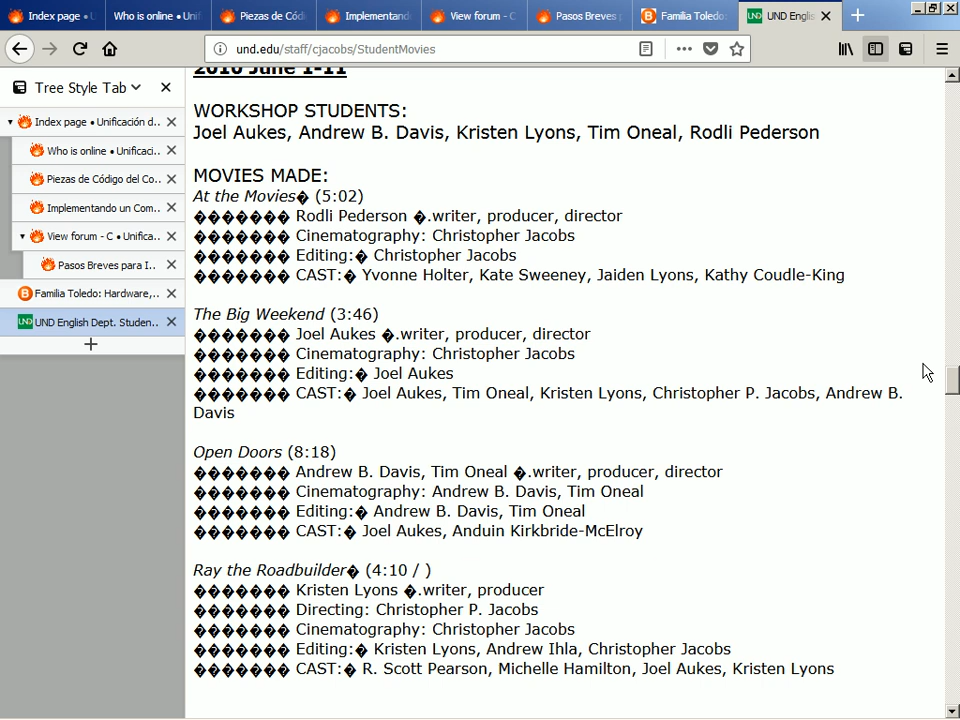 Index page • U
Who is online • Unif
Piezas de Códi
Implementand
View forum - C
Pasos Breves p
Familia Toledo:
UND Englis
und.edu/staff/cjacobs/StudentMovies
Tree Style Tab
Index page • Unificación d..
Who is online • Unificaci..
Piezas de Código del Co..
Implementando un Com..
View forum - C • Unifica..
Pasos Breves para I..
Familia Toledo: Hardware,..
UND English Dept. Studen..
2010 June 1-11
WORKSHOP STUDENTS:
Joel Aukes, Andrew B. Davis, Kristen Lyons, Tim Oneal, Rodli Pederson
MOVIES MADE:
At the Movies� (5:02)
������� Rodli Pederson �.writer, producer, director
������� Cinematography: Christopher Jacobs
������� Editing:� Christopher Jacobs
������� CAST:� Yvonne Holter, Kate Sweeney, Jaiden Lyons, Kathy Coudle-King
The Big Weekend (3:46)
������� Joel Aukes �.writer, producer, director
������� Cinematography: Christopher Jacobs
������� Editing:� Joel Aukes
������� CAST:� Joel Aukes, Tim Oneal, Kristen Lyons, Christopher P. Jacobs, Andrew B.
Davis
Open Doors (8:18)
������� Andrew B. Davis, Tim Oneal �.writer, producer, director
������� Cinematography: Andrew B. Davis, Tim Oneal
������� Editing:� Andrew B. Davis, Tim Oneal
������� CAST:� Joel Aukes, Anduin Kirkbride-McElroy
Ray the Roadbuilder� (4:10 / )
������� Kristen Lyons �.writer, producer
������� Directing: Christopher P. Jacobs
������� Cinematography: Christopher Jacobs
������� Editing:� Kristen Lyons, Andrew Ihla, Christopher Jacobs
������� CAST:� R. Scott Pearson, Michelle Hamilton, Joel Aukes, Kristen Lyons